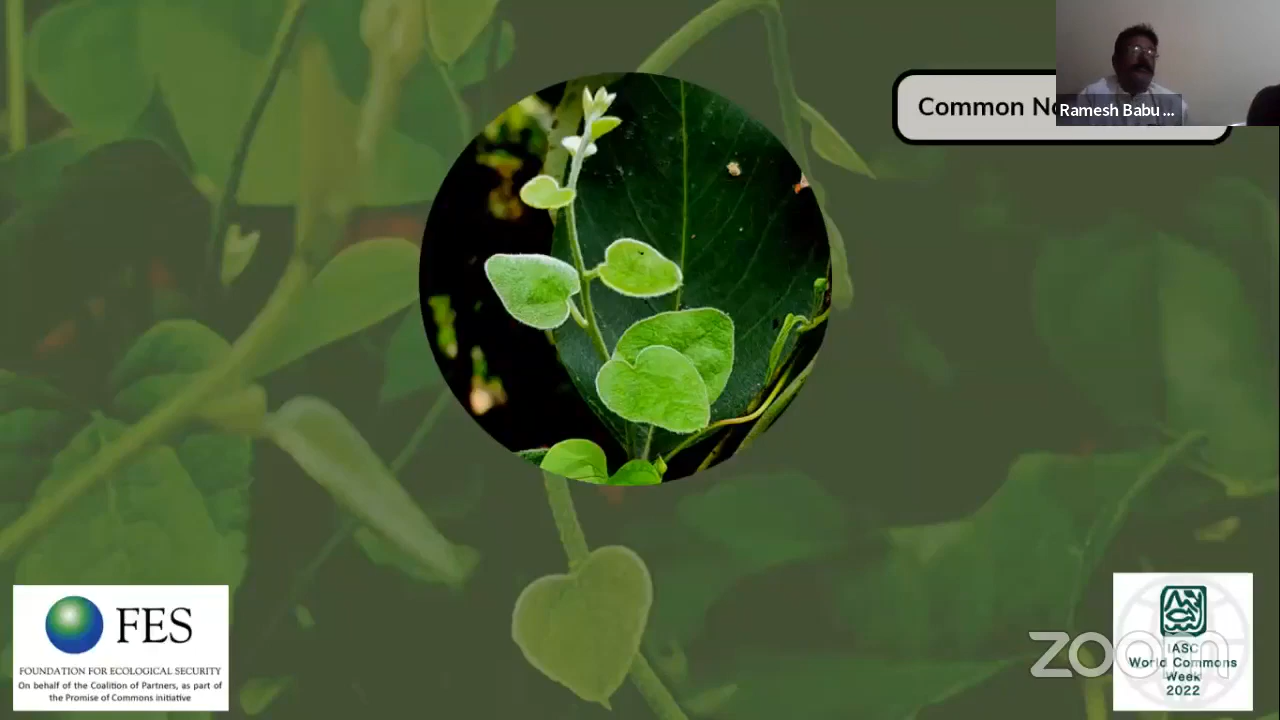 Common
Ramesh Babu ...
FES
FOUNDATION FOR ECOLOGICAL SECURITY
On behalf of the Coalition of Partners, as part of
the Promise of Commons initiative
zoom
IASC
World Commons
Week
2022